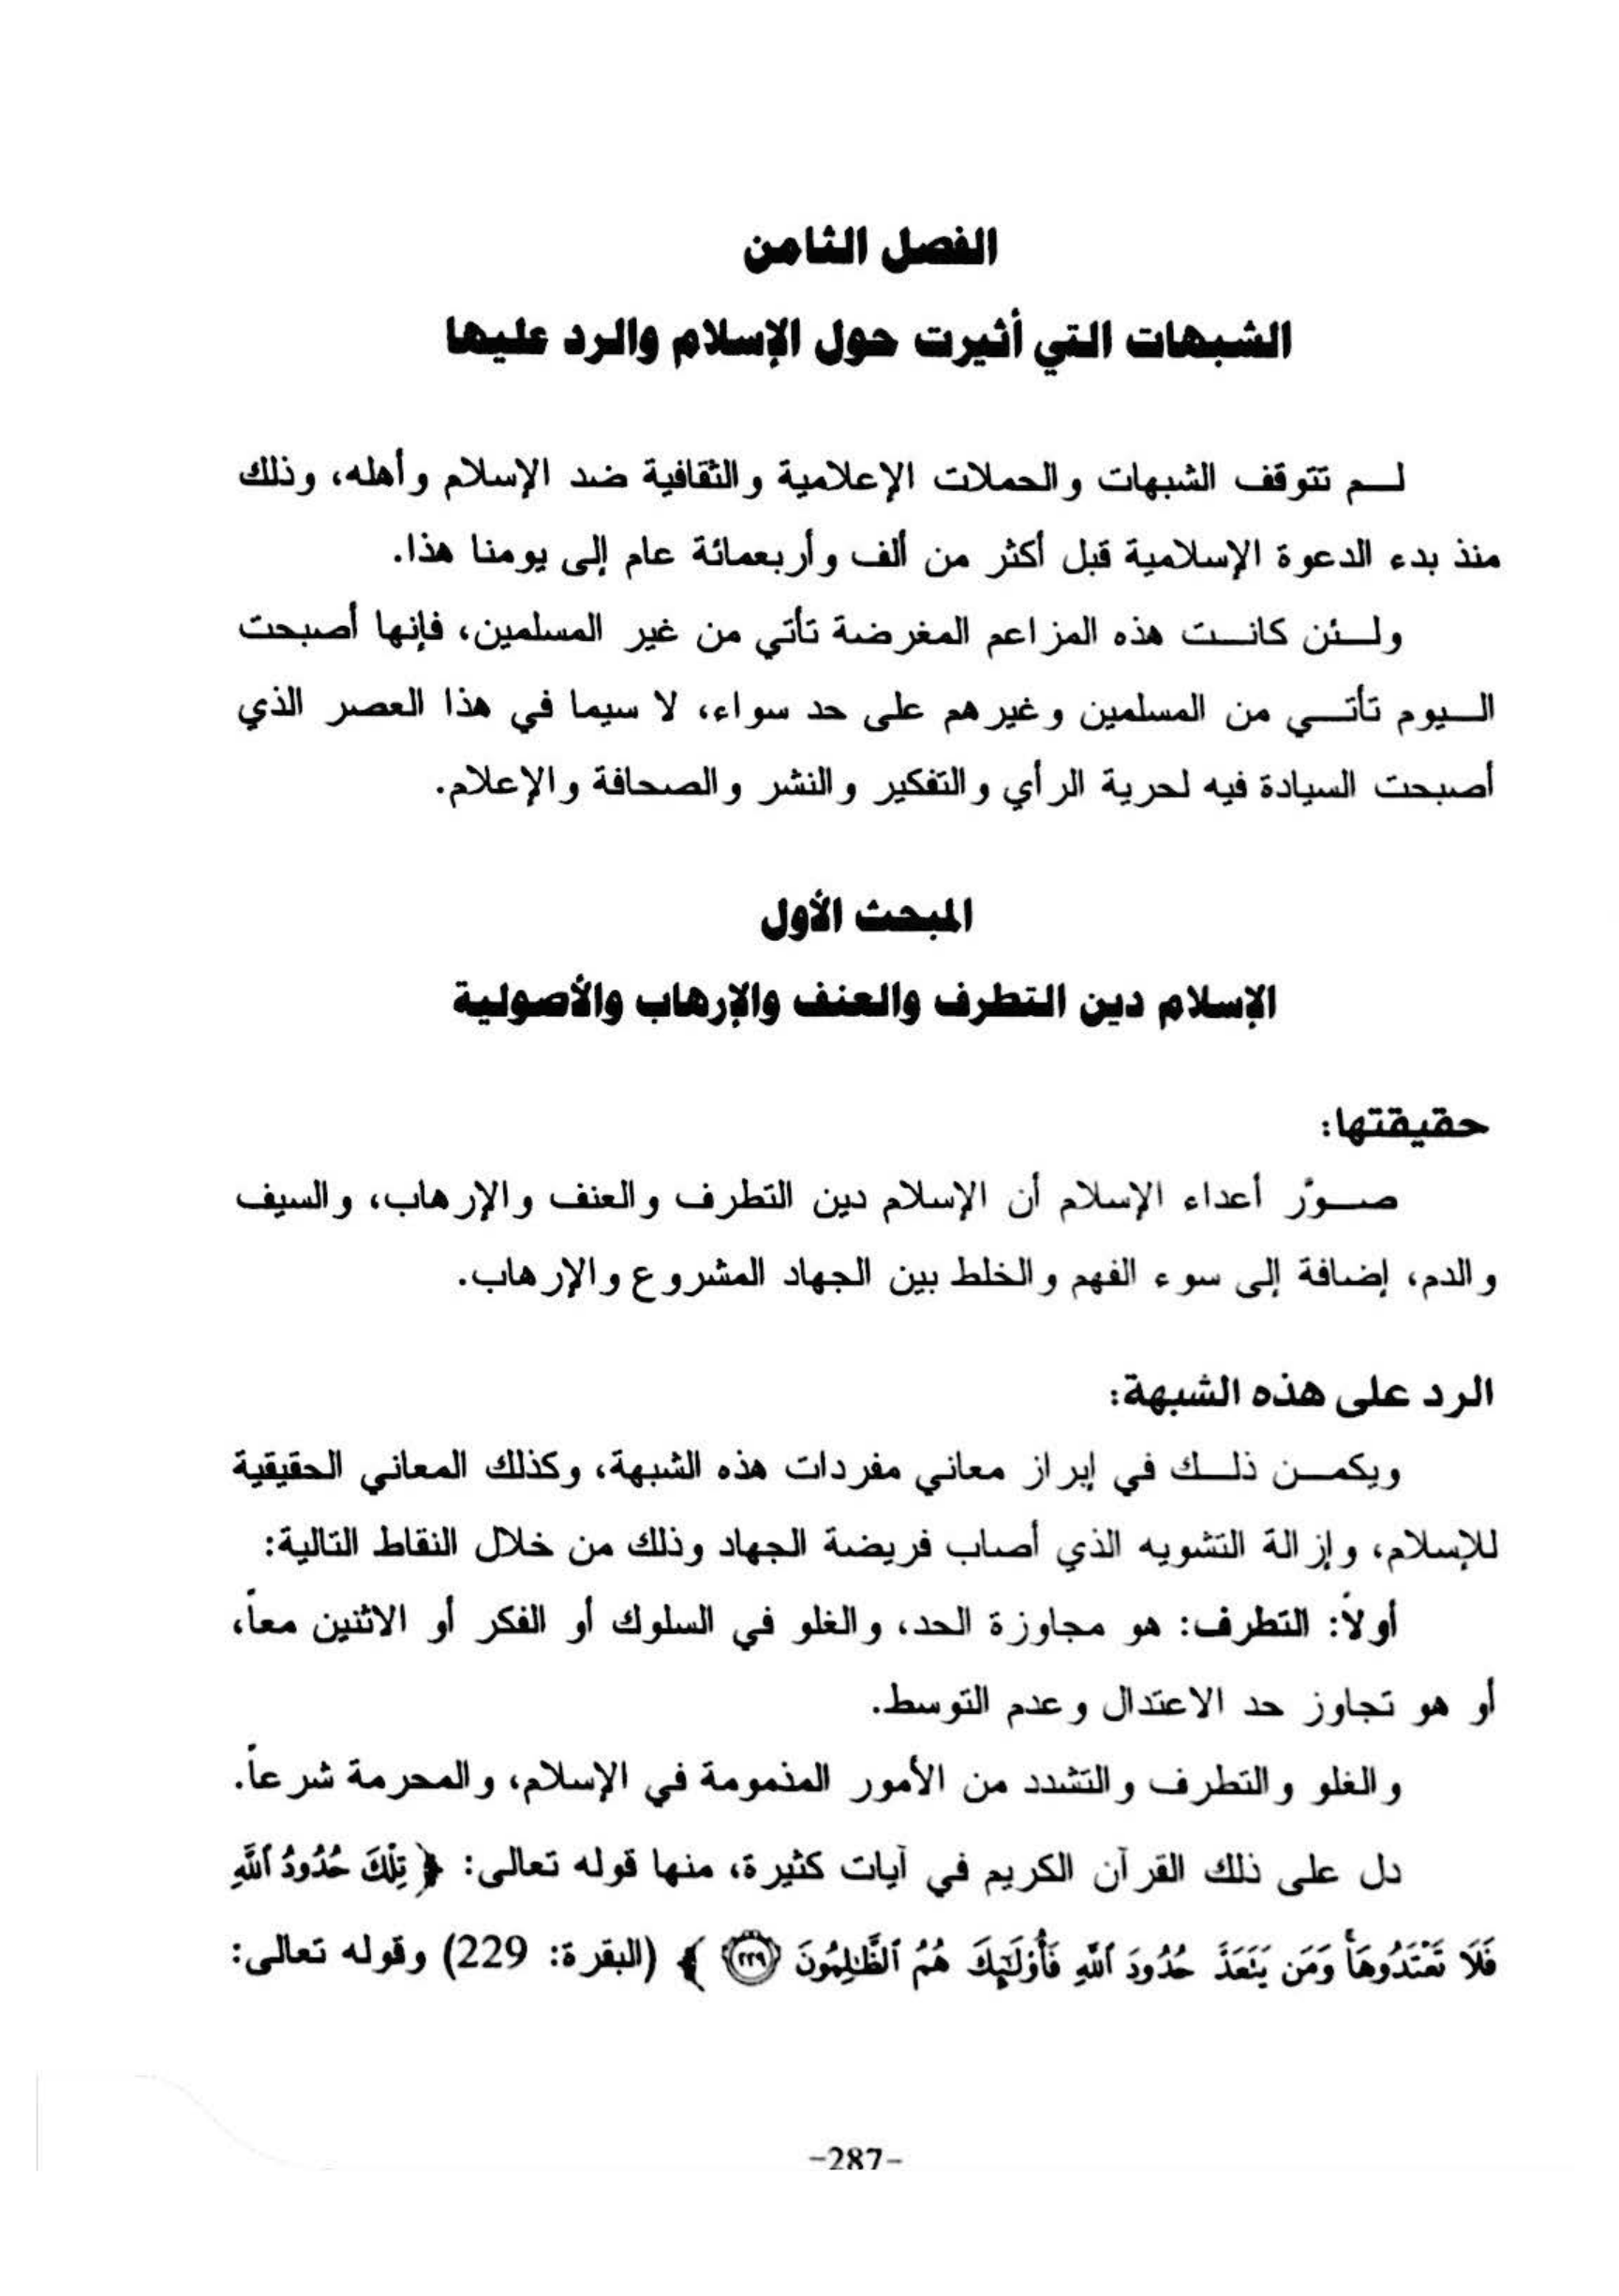 الفصل الثامن
الشبهات التي أثيرت حول الإسلام والرد عليها
لم تتوقف الشبهات والحملات الإعلامية والثقافية ضد الإسلام وأهله، وذلك
منذ بدء الدعوة الإسلامية قبل أكثر من ألف وأربعمائة عام إلى يومنا هذا.
ولئن كانت هذه المزاعم المغرضة تأتي من غير المسلمين، فإنها أصبحت
اليوم تأتي من المسلمين وغيرهم على حد سواء، لا سيما في هذا العصر الذي
أصبحت السيادة فيه لحرية الرأي والتفكير والنشر والصحافة والإعلام.
المبحث الأول
الإسلام دين التطرف والعنف والإرهاب والأصولية
حقيقتها:
صوَّر أعداء الإسلام أن الإسلام دين التطرف والعنف والإرهاب، والسيف
والدم، إضافة إلى سوء الفهم والخلط بين الجهاد المشروع والإرهاب.
الرد على هذه الشبهة:
ويكمن ذلك في إبراز معاني مفردات هذه الشبهة، وكذلك المعاني الحقيقية
للإسلام، وإزالة التشويه الذي أصاب فريضة الجهاد وذلك من خلال النقاط التالية:
أولاً: التطرف: هو مجاوزة الحد، والغلو في السلوك أو الفكر أو الاثنين معاً،
أو هو تجاوز حد الاعتدال وعدم التوسط.
والغلو والتطرف والتشدد من الأمور المذمومة في الإسلام، والمحرمة شرعاً.
دل على ذلك القرآن الكريم في آيات كثيرة، منها قوله تعالى: ﴿ تِلْكَ حُدُودُ ٱللَّهِ
فَلَا تَعْتَدُوهَا ۚ وَمَن يَتَعَدَّ حُدُودَ ٱللَّهِ فَأُو۟لَـٰٓئِكَ هُمُ ٱلظَّـٰلِمُونَ ٢٢٩ ﴾ (البقرة: 229) وقوله تعالى:
-287-